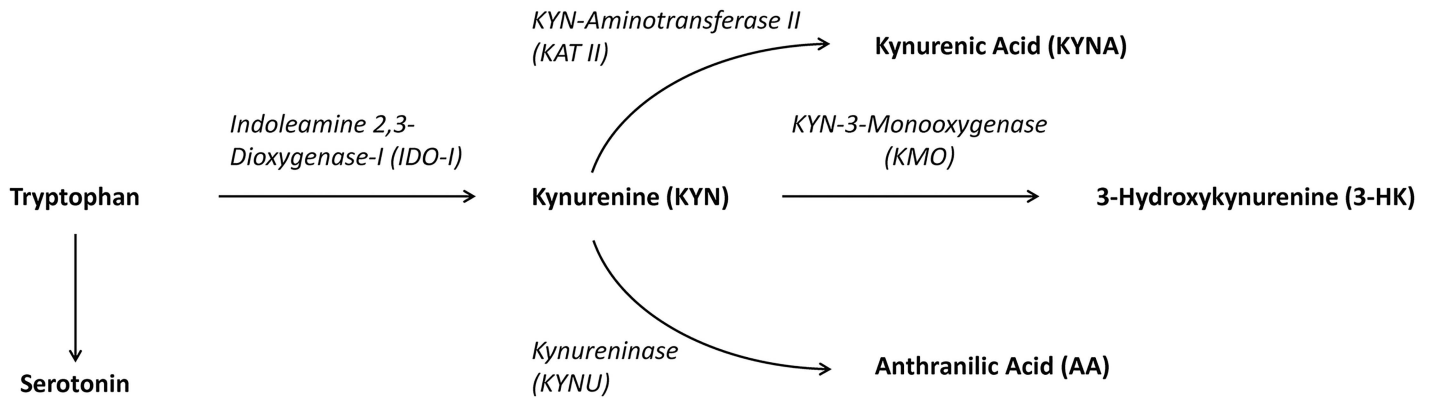 KYN-Aminotransferase II
(KAT II)
Kynurenic Acid (KYNA)
Indoleamine 2,3-
Dioxygenase-I (IDO-I)
KYN-3-Monooxygenase
(KMO)
Tryptophan
Kynurenine (KYN)
3-Hydroxykynurenine (3-HK)
Kynureninase
(KYNU)
Anthranilic Acid (AA)
Serotonin